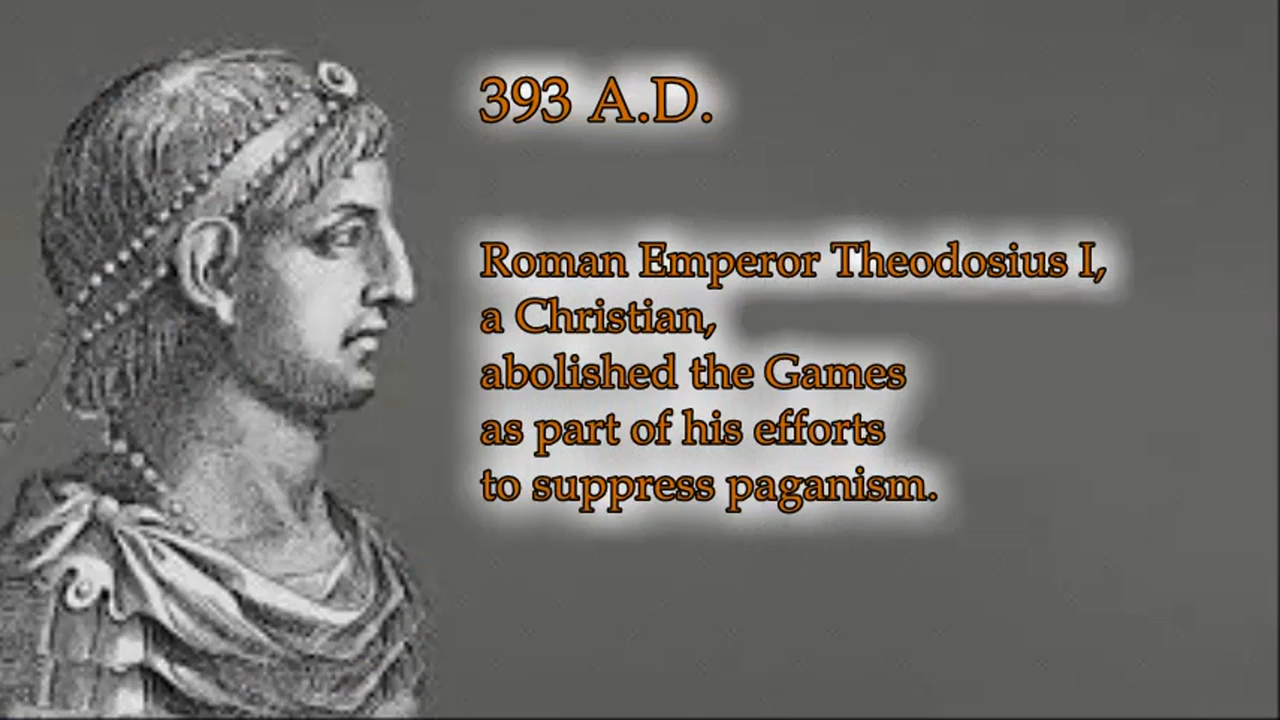 393 A.D.
Roman Emperor Theodosius I,
a Christian,
abolished the Games
as part of his efforts
to suppress paganism.